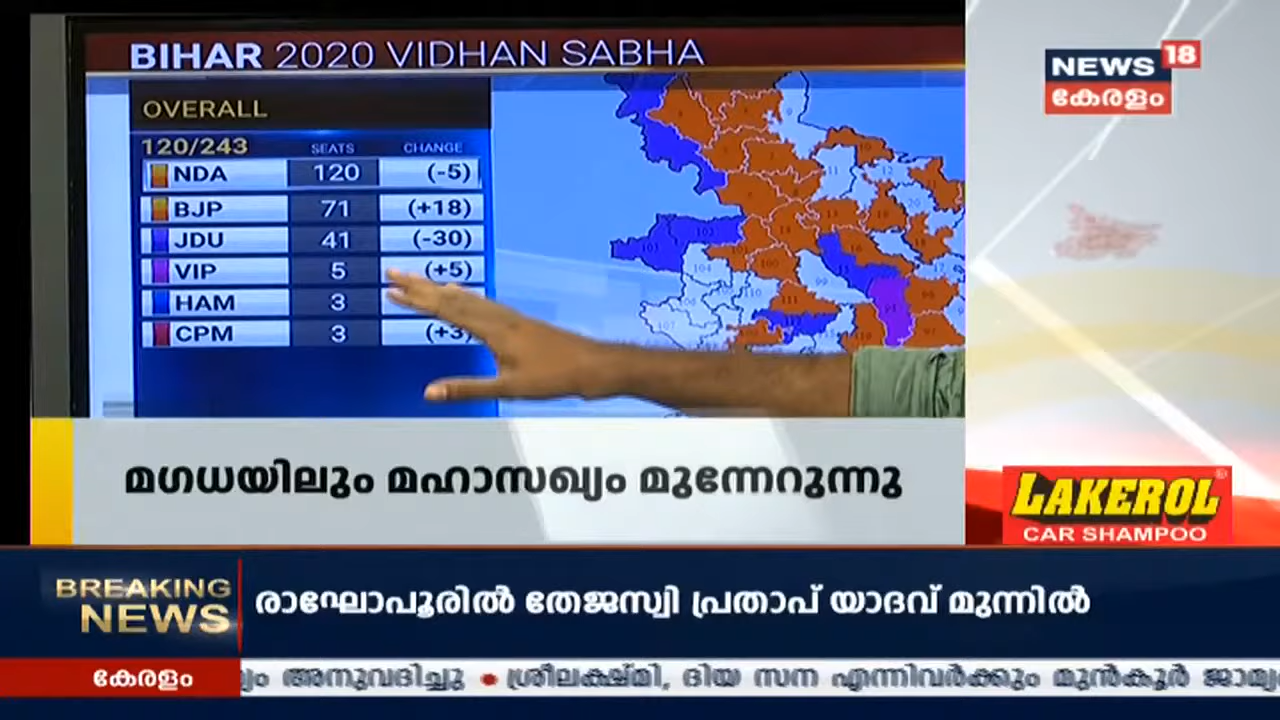 BIHAR 2020 VIDHAN SABHA
OVERALL
120/243 SEATS CHANGE
NDA 120 (-5)
BJP 71 (+18)
JDU 41 (-30)
VIP 5 (+5)
HAM 3
CPM 3 (+3)
NEWS 18
കേരളം
മഗധയിലും മഹാസഖ്യം മുന്നേറുന്നു
LAKEROL
CAR SHAMPOO
BREAKING NEWS
രാഘോപൂരിൽ തേജസ്വി പ്രതാപ് യാദവ് മുന്നിൽ
കേരളം
അനുവദിച്ചു • ശ്രീലക്ഷ്മി, ദിയ സന എന്നിവർക്കും മുൻകൂർ